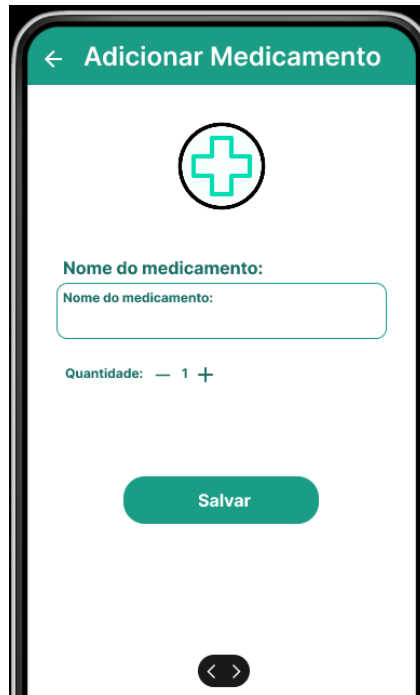 Adicionar Medicamento
Nome do medicamento:
Nome do medicamento:
Quantidade: — 1 +
Salvar